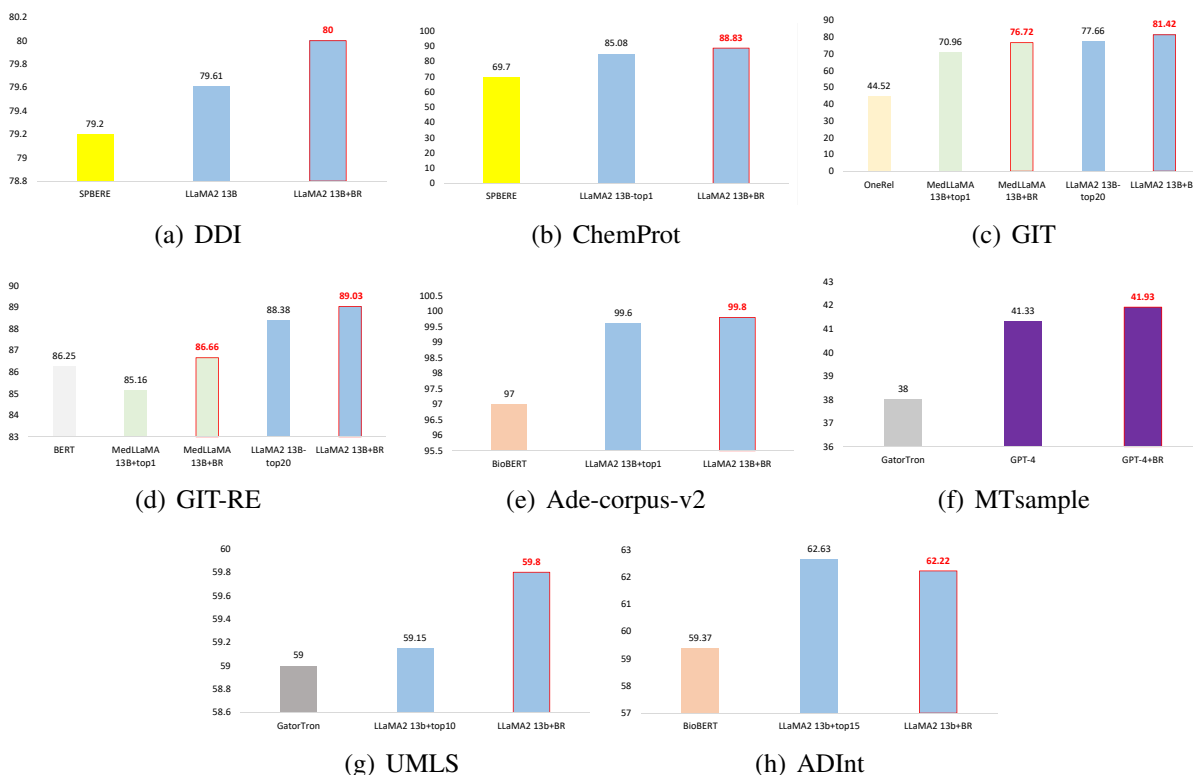 80.2
80
79.8
79.6
79.4
79.2
79
78.8
79.2
79.61
80
SPBERE
LLaMA2 13B
LLaMA2 13B+BR
(a) DDI
100
90
80
70
60
50
40
30
20
10
0
69.7
85.08
88.83
SPBERE
LLaMA2 13B-top1
LLaMA2 13B+BR
(b) ChemProt
90
80
70
60
50
40
30
20
10
0
44.52
70.96
76.72
77.66
81.42
OneRel
MedLLaMA
13B+top1
MedLLaMA
13B+BR
LLaMA2 13B-
top20
LLaMA2 13B+B
(c) GIT
90
89
88
87
86
85
84
83
86.25
85.16
86.66
88.38
89.03
BERT
MedLLaMA
13B+top1
MedLLaMA
13B+BR
LLaMA2 13B-
top20
LLaMA2 13B+BR
(d) GIT-RE
100.5
100
99.5
99
98.5
98
97.5
97
96.5
96
95.5
97
99.6
99.8
BioBERT
LLaMA2 13B+top1
LLaMA2 13B+BR
(e) Ade-corpus-v2
43
42
41
40
39
38
37
36
38
41.33
41.93
GatorTron
GPT-4
GPT-4+BR
(f) MTsample
60
59.8
59.6
59.4
59.2
59
58.8
58.6
59
59.15
59.8
GatorTron
LLaMA2 13b+top10
LLaMA2 13b+BR
(g) UMLS
63
62
61
60
59
58
57
59.37
62.63
62.22
BioBERT
LLaMA2 13b+top15
LLaMA2 13b+BR
(h) ADInt